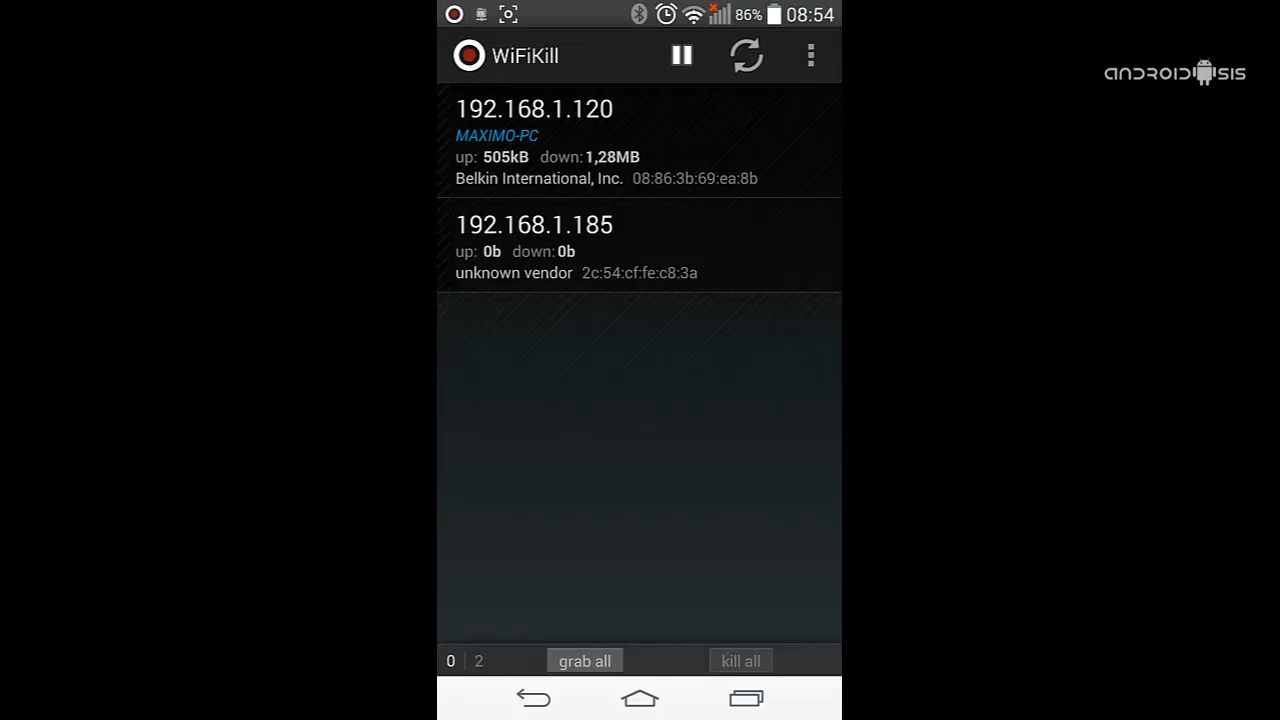 86% 08:54
WiFiKill
ANDROIDSIS
192.168.1.120
MAXIMO-PC
up: 505kB down: 1,28MB
Belkin International, Inc. 08:86:3b:69:ea:8b
192.168.1.185
up: 0b down: 0b
unknown vendor 2c:54:cf:fe:c8:3a
0 2 grab all kill all